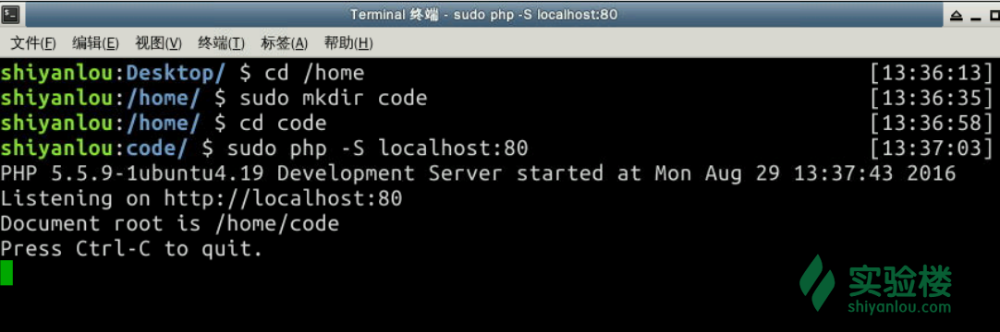 Terminal 终端 - sudo php -S localhost:80
文件(F) 编辑(E) 视图(V) 终端(T) 标签(A) 帮助(H)
shiyanlou:Desktop/ $ cd /home [13:36:13]
shiyanlou:/home/ $ sudo mkdir code [13:36:35]
shiyanlou:/home/ $ cd code [13:36:58]
shiyanlou:code/ $ sudo php -S localhost:80 [13:37:03]
PHP 5.5.9-1ubuntu4.19 Development Server started at Mon Aug 29 13:37:43 2016
Listening on http://localhost:80
Document root is /home/code
Press Ctrl-C to quit.
实验楼
shiyanlou.com